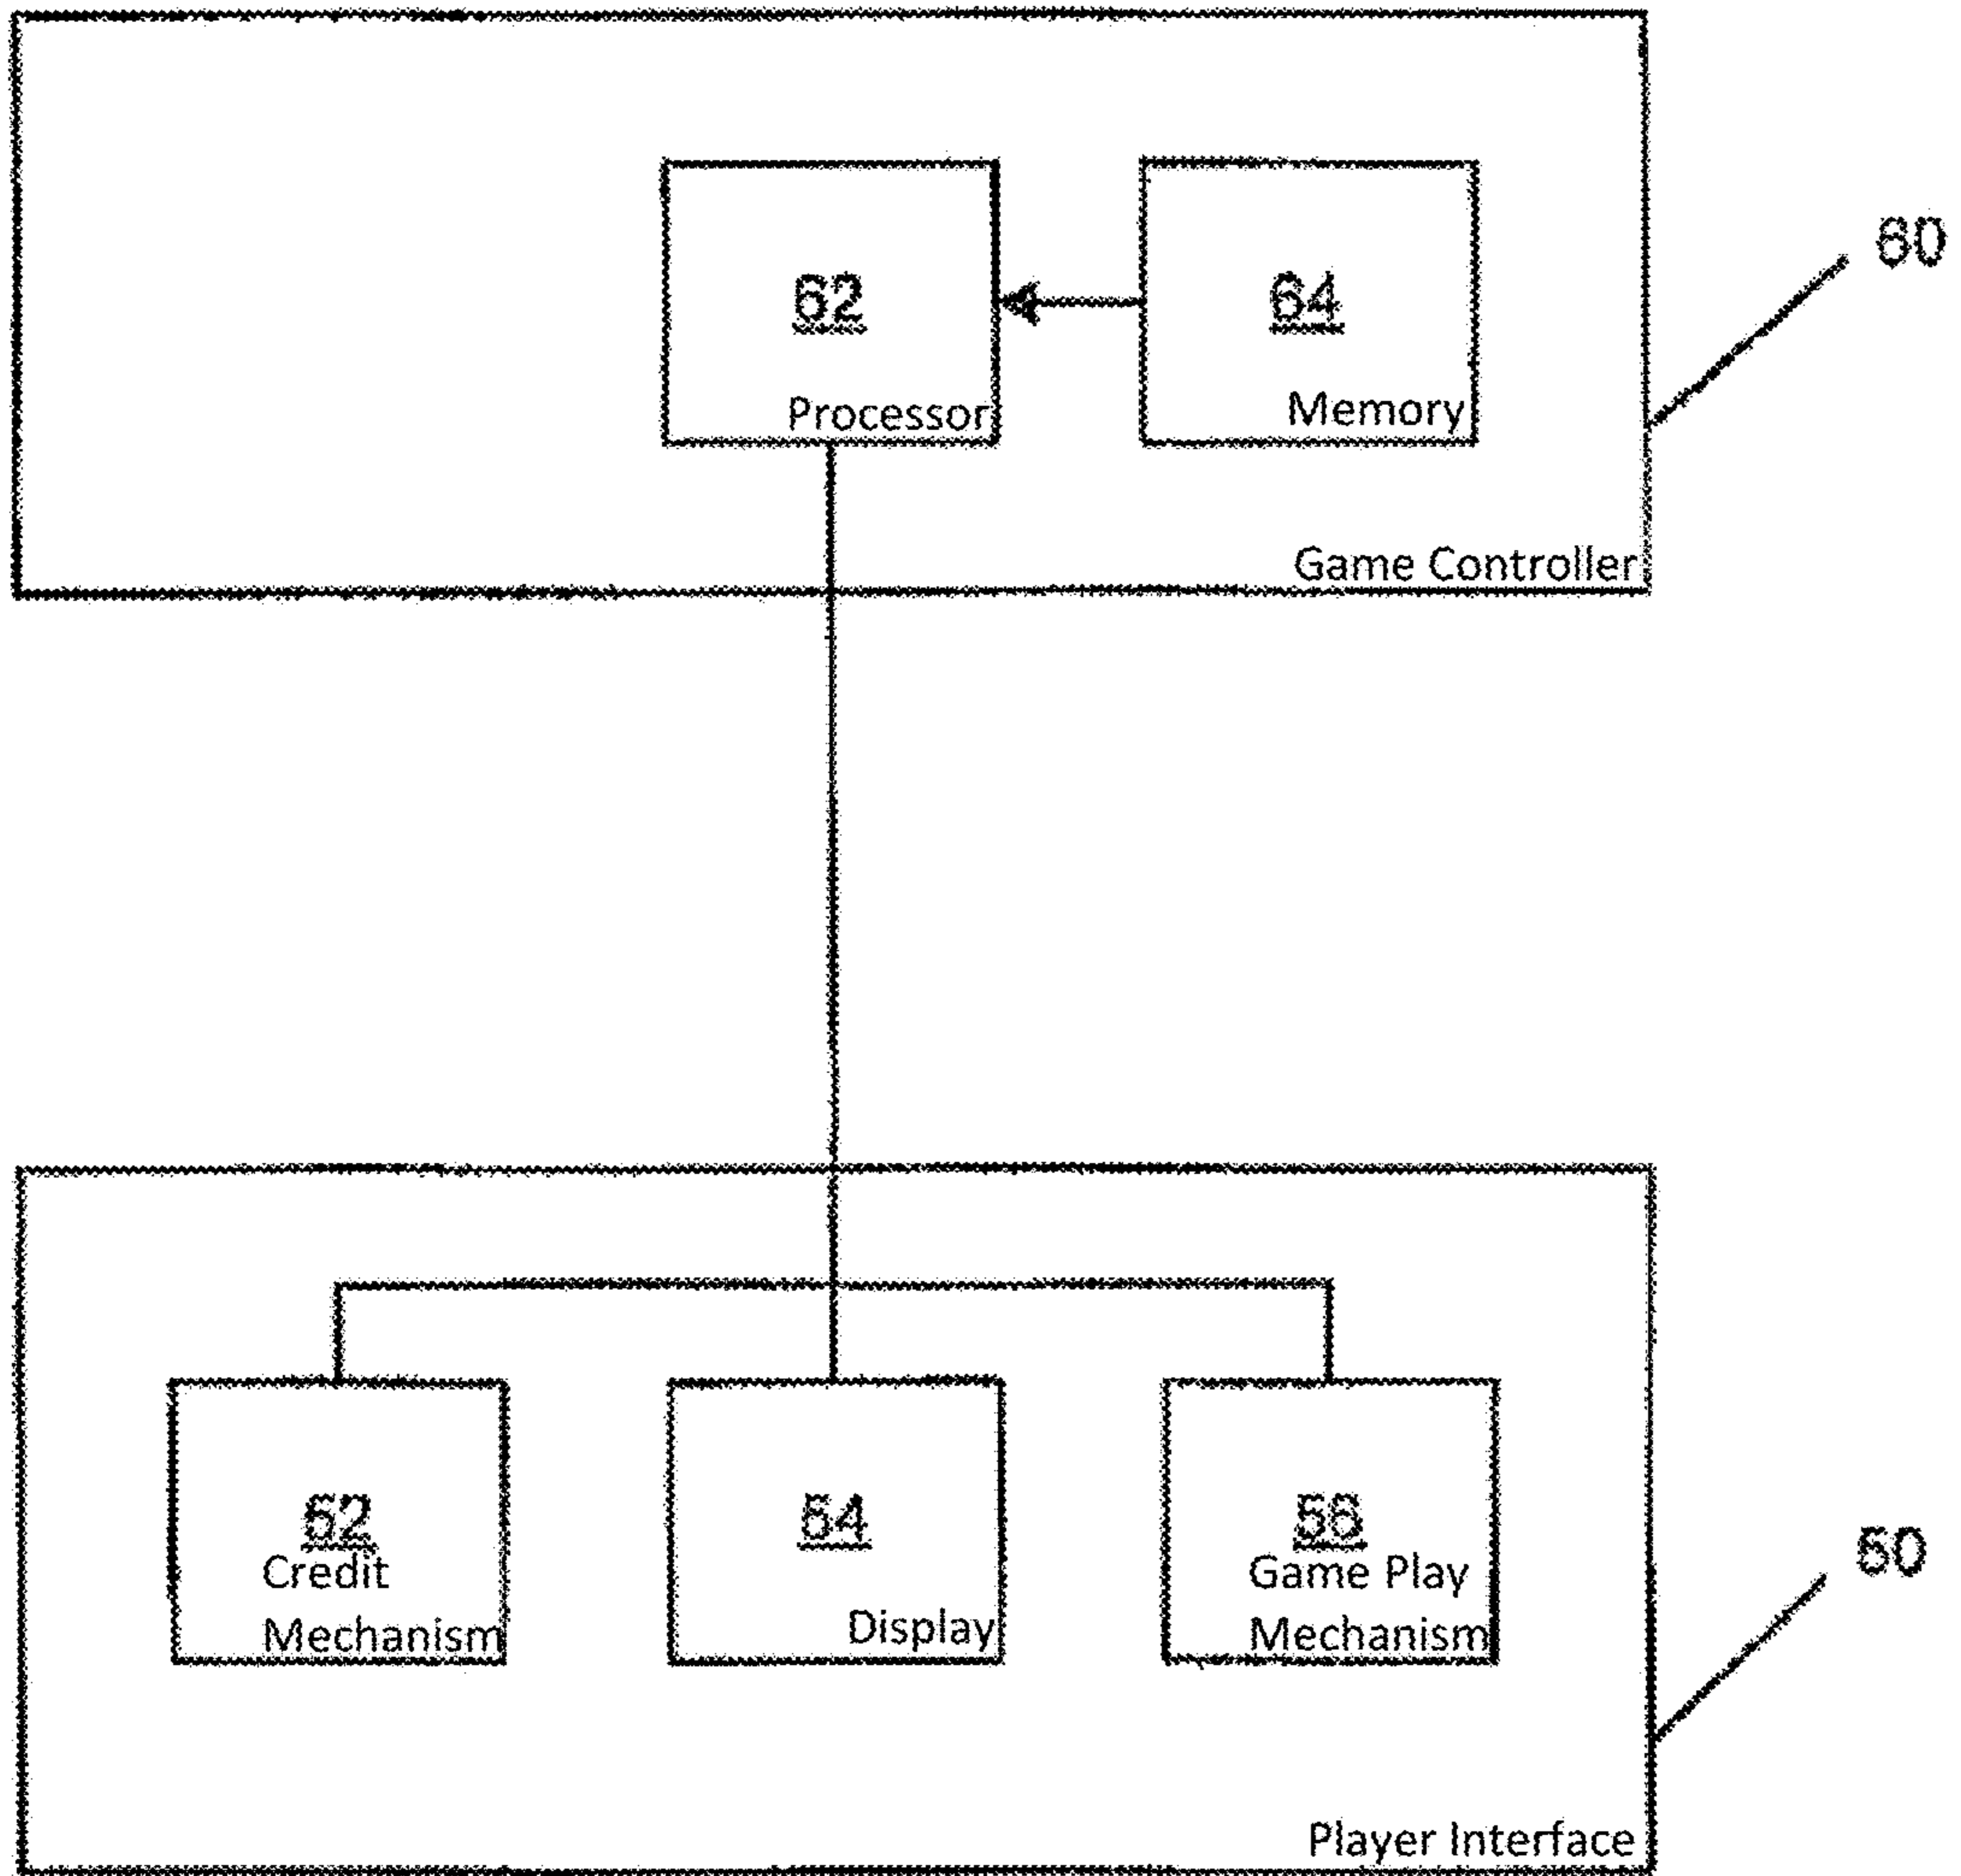 60
62
64
Processor
Memory
Game Controller
52
Credit
Mechanism
54
Display
56
Game Play
Mechanism
50
Player Interface